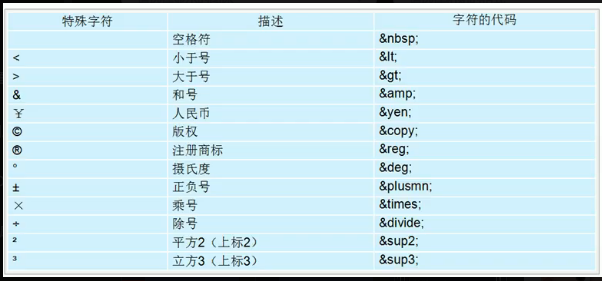 特殊字符 描述 字符的代码
空格符 &nbsp;
< 小于号 &lt;
> 大于号 &gt;
& 和号 &amp;
￥ 人民币 &yen;
© 版权 &copy;
® 注册商标 &reg;
° 摄氏度 &deg;
± 正负号 &plusmn;
× 乘号 &times;
÷ 除号 &divide;
² 平方2（上标2） &sup2;
³ 立方3（上标3） &sup3;